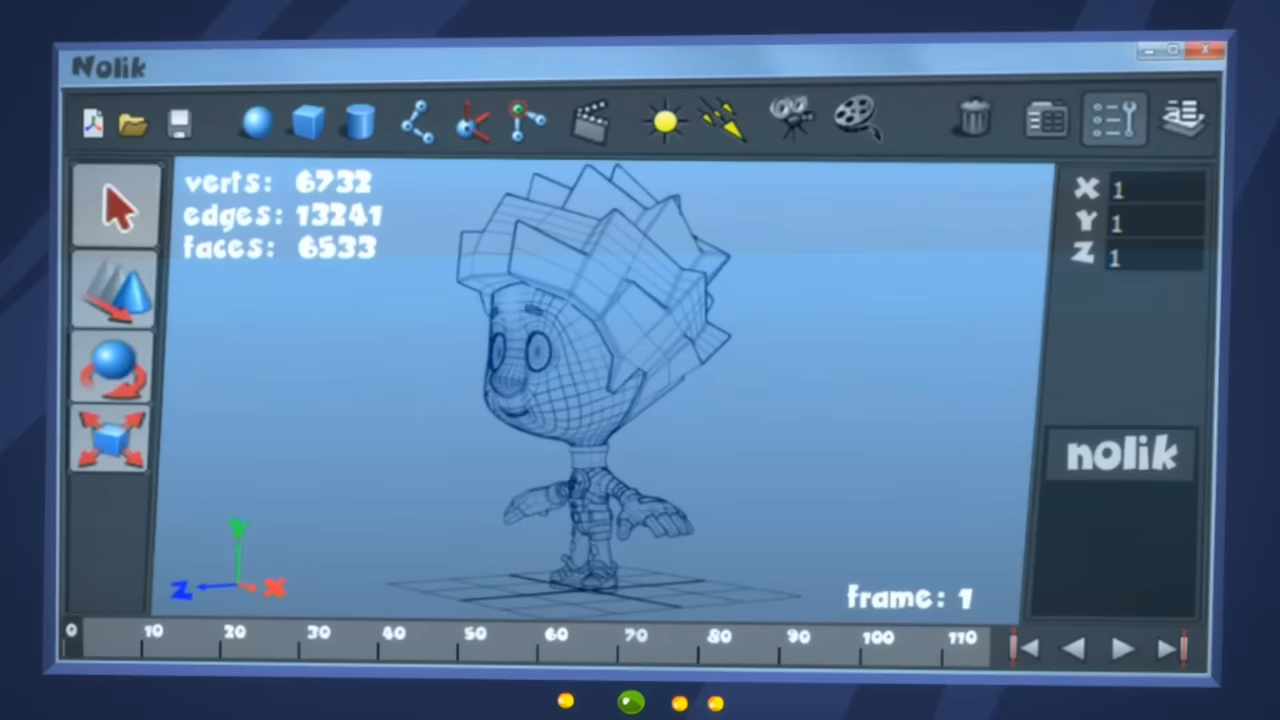 Nolik
verts: 6732
edges: 13241
faces: 6533
X 1
Y 1
Z 1
nolik
Y
Z X
frame: 1
0 10 20 30 40 50 60 70 80 90 100 110